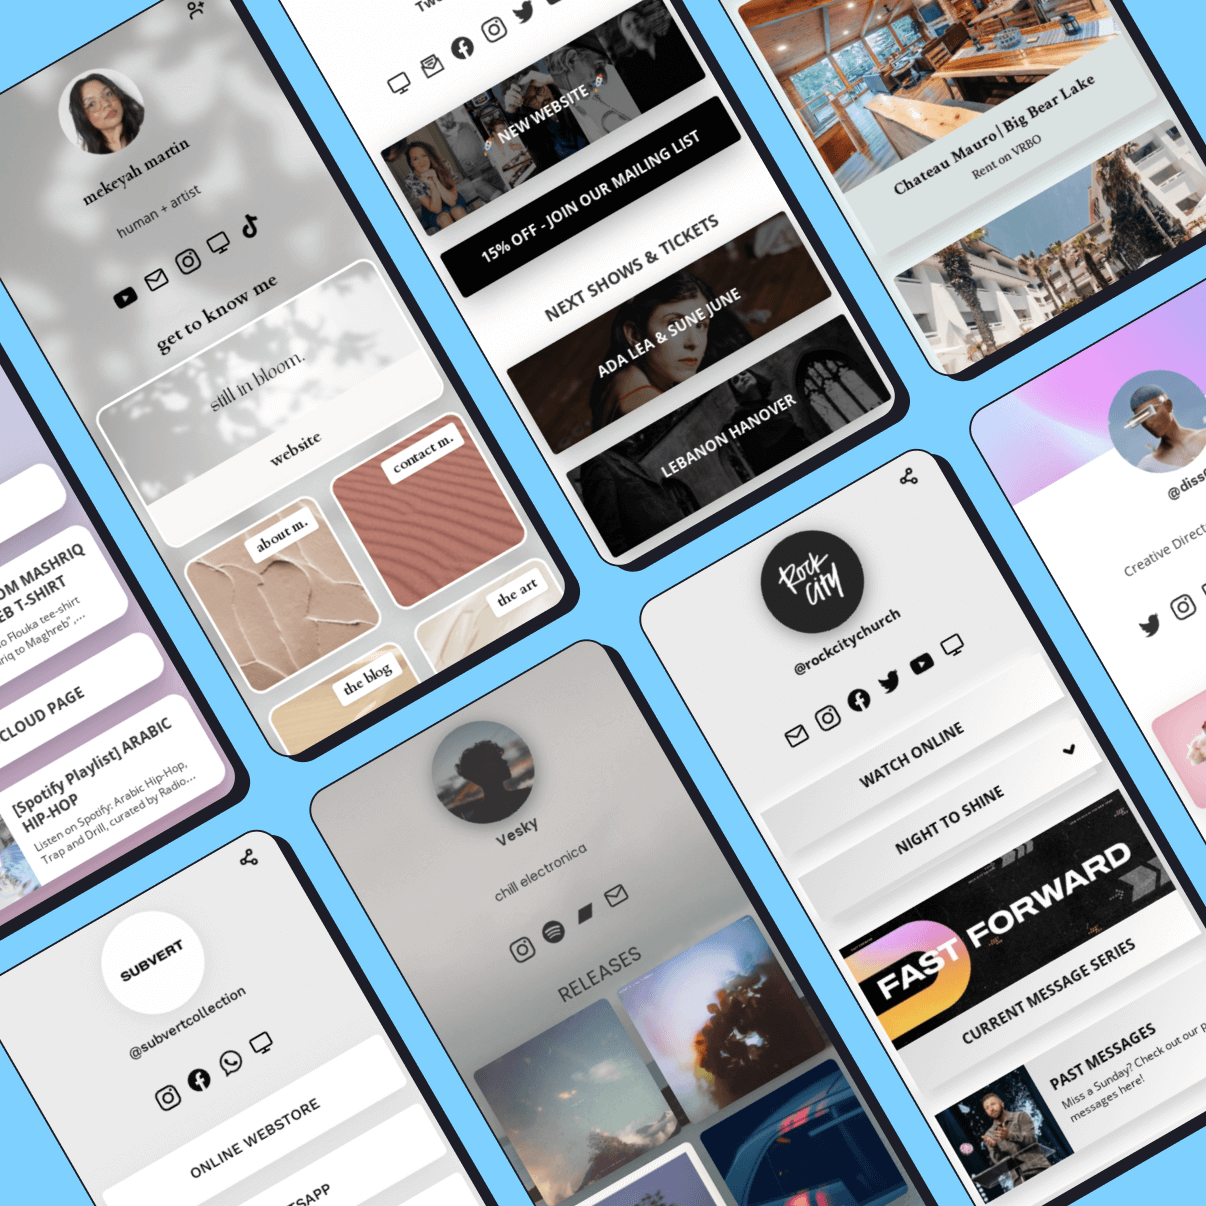 mekeyah martin
human + artist
get to know me
still in bloom.
website
contact m.
about m.
the art
the blog
NEW WEBSITE
15% OFF - JOIN OUR MAILING LIST
NEXT SHOWS & TICKETS
ADA LEA & SUNE JUNE
LEBANON HANOVER
Chateau Mauro | Big Bear Lake
Rent on VRBO
OM MASHRIQ
EB T-SHIRT
o Flouka tee-shirt
riq to Maghreb" ,...
CLOUD PAGE
[Spotify Playlist] ARABIC
HIP-HOP
Listen on Spotify: Arabic Hip-Hop,
Trap and Drill, curated by Radio...
SUBVERT
@subvertcollection
ONLINE WEBSTORE
TSAPP
Vesky
chill electronica
RELEASES
Rock
City
@rockcitychurch
WATCH ONLINE
NIGHT TO SHINE
FAST FORWARD
CURRENT MESSAGE SERIES
PAST MESSAGES
Miss a Sunday? Check out our p
messages here!
@diss
Creative Direct